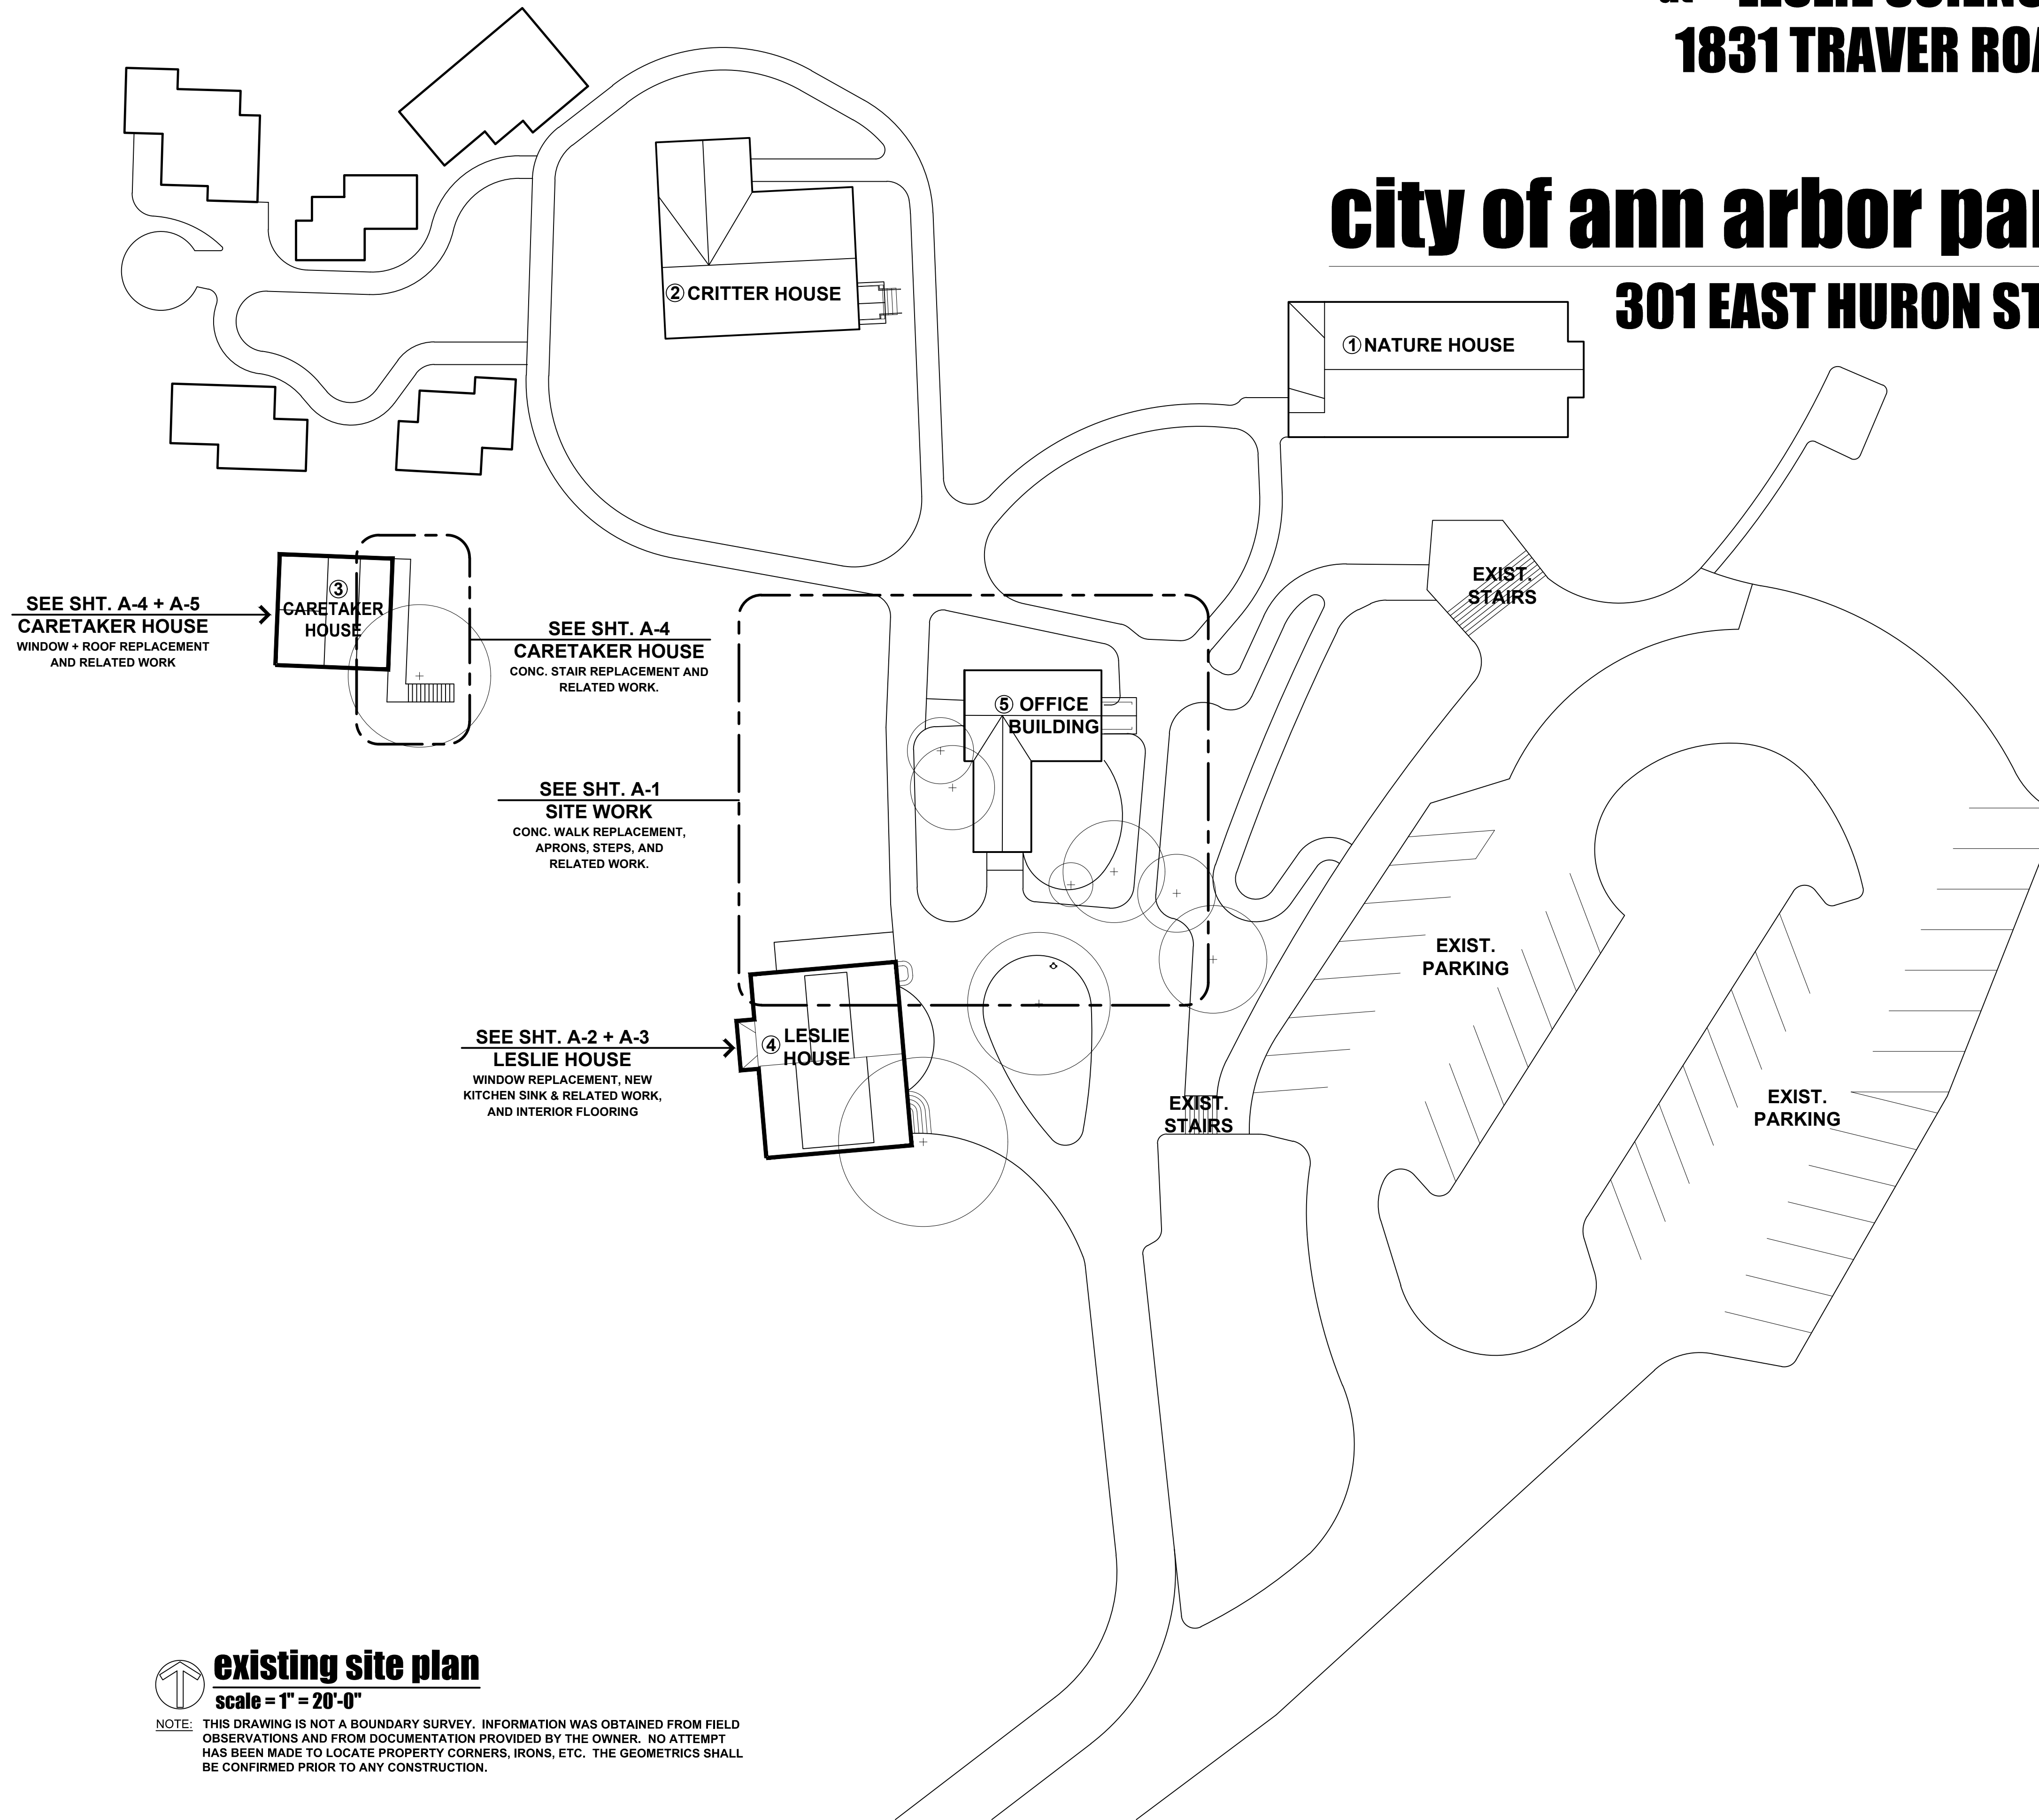 1831 TRAVER
city of ann arbor
301 EAST HURON
② CRITTER HOUSE
① NATURE HOUSE
EXIST.
STAIRS
③
CARETAKER
HOUSE
SEE SHT. A-4 + A-5
CARETAKER HOUSE
WINDOW + ROOF REPLACEMENT
AND RELATED WORK
SEE SHT. A-4
CARETAKER HOUSE
CONC. STAIR REPLACEMENT AND
RELATED WORK.
⑤ OFFICE
BUILDING
SEE SHT. A-1
SITE WORK
CONC. WALK REPLACEMENT,
APRONS, STEPS, AND
RELATED WORK.
EXIST.
PARKING
④ LESLIE
HOUSE
SEE SHT. A-2 + A-3
LESLIE HOUSE
WINDOW REPLACEMENT, NEW
KITCHEN SINK & RELATED WORK,
AND INTERIOR FLOORING
EXIST.
STAIRS
EXIST.
PARKING
existing site plan
scale = 1" = 20'-0"
NOTE: THIS DRAWING IS NOT A BOUNDARY SURVEY. INFORMATION WAS OBTAINED FROM FIELD
OBSERVATIONS AND FROM DOCUMENTATION PROVIDED BY THE OWNER. NO ATTEMPT
HAS BEEN MADE TO LOCATE PROPERTY CORNERS, IRONS, ETC. THE GEOMETRICS SHALL
BE CONFIRMED PRIOR TO ANY CONSTRUCTION.